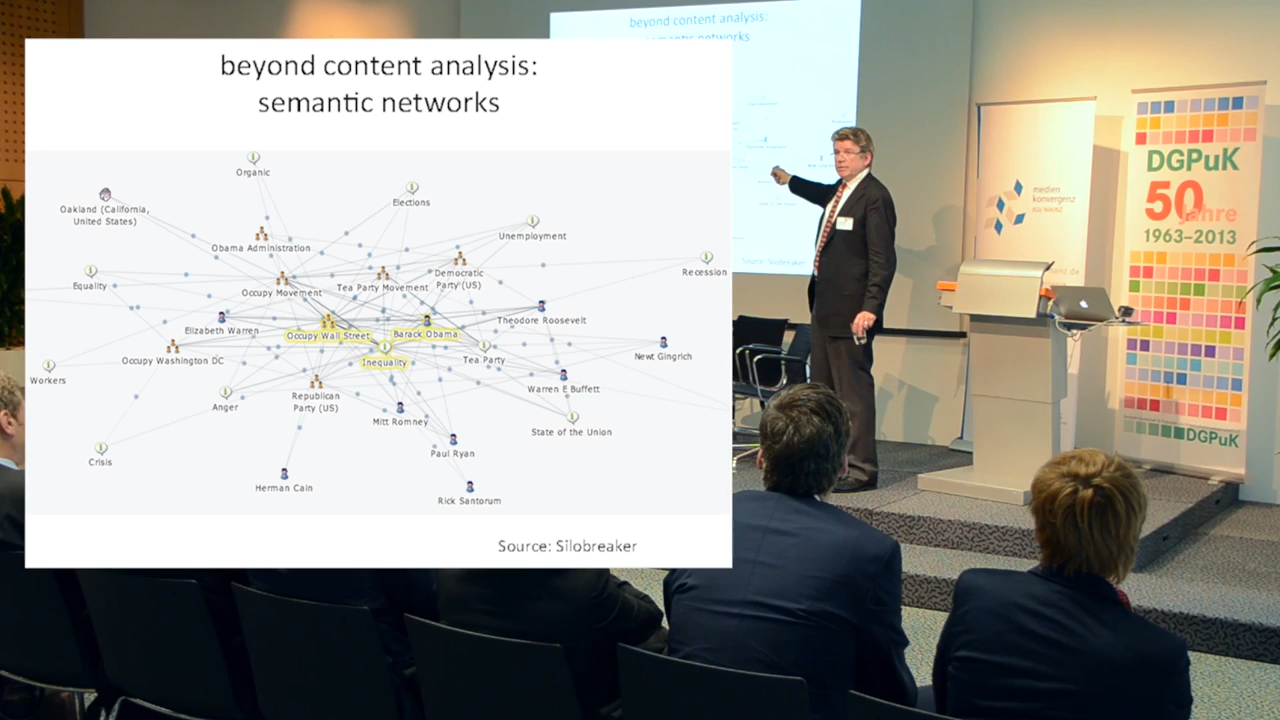 beyond content analysis:
semantic networks
Organic
Oakland (California,
United States)
Elections
Obama Administration
Unemployment
Equality
Occupy Movement
Tea Party Movement
Democratic
Party (US)
Recession
Elizabeth Warren
Occupy Wall Street
Barack Obama
Theodore Roosevelt
Occupy Washington DC
Inequality
Tea Party
Newt Gingrich
Workers
Anger
Republican
Party (US)
Mitt Romney
Warren E Buffett
State of the Union
Crisis
Paul Ryan
Herman Cain
Rick Santorum
Source: Silobreaker
beyond content analysis:
semantic networks
Source: Silobreaker
medien
konvergenz
JGU MAINZ
DGPuK
50
Jahre
1963–2013
DGPuK